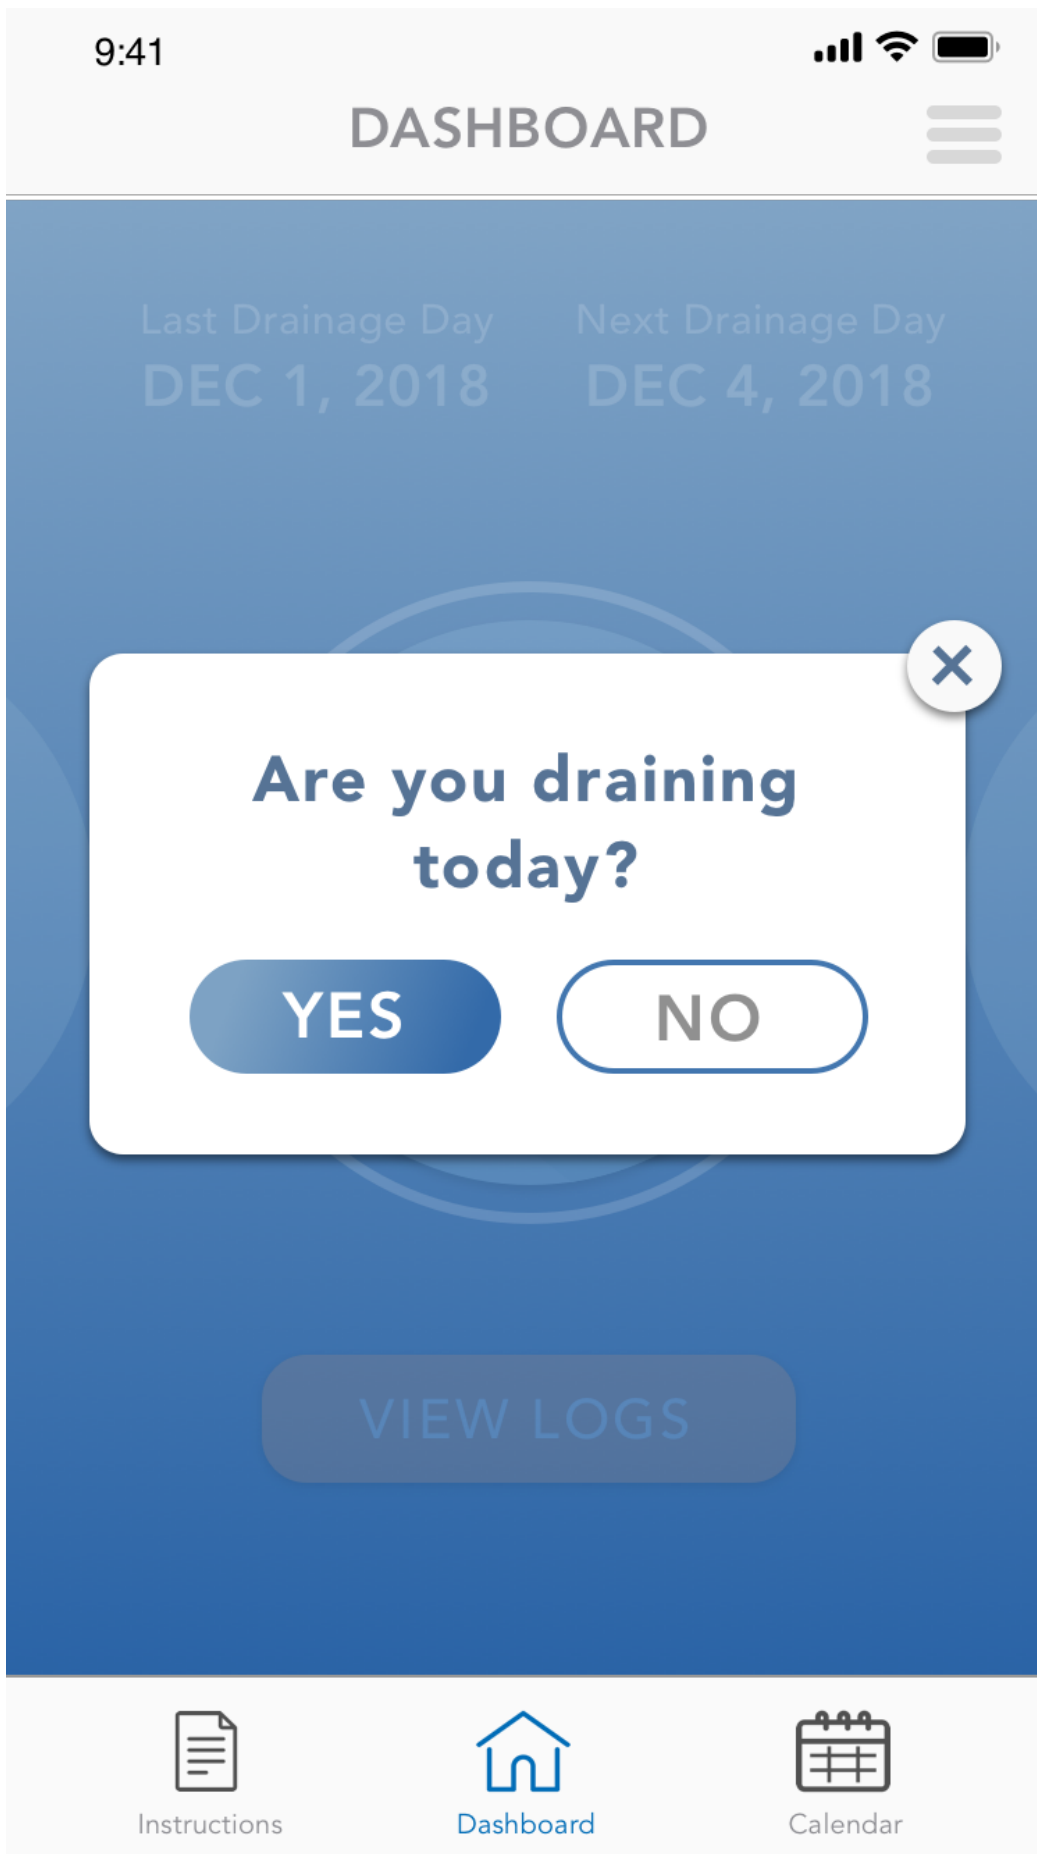 9:41
DASHBOARD
Last Drainage Day
DEC 1, 2018
Next Drainage Day
DEC 4, 2018
Are you draining
today?
YES
NO
VIEW LOGS
Instructions
Dashboard
Calendar